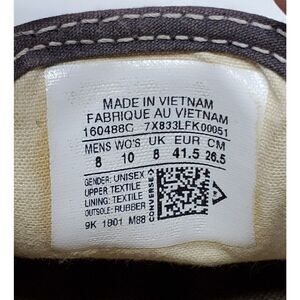 MADE IN VIETNAM
FABRIQUE AU VIETNAM
160488C 7X833LFK00051
MENS WO'S UK EUR CM
8 10 8 41.5 26.5
GENDER: UNISEX
UPPER: TEXTILE
LINING: TEXTILE
OUTSOLE: RUBBER
9K 1801 M88
CONVERSE